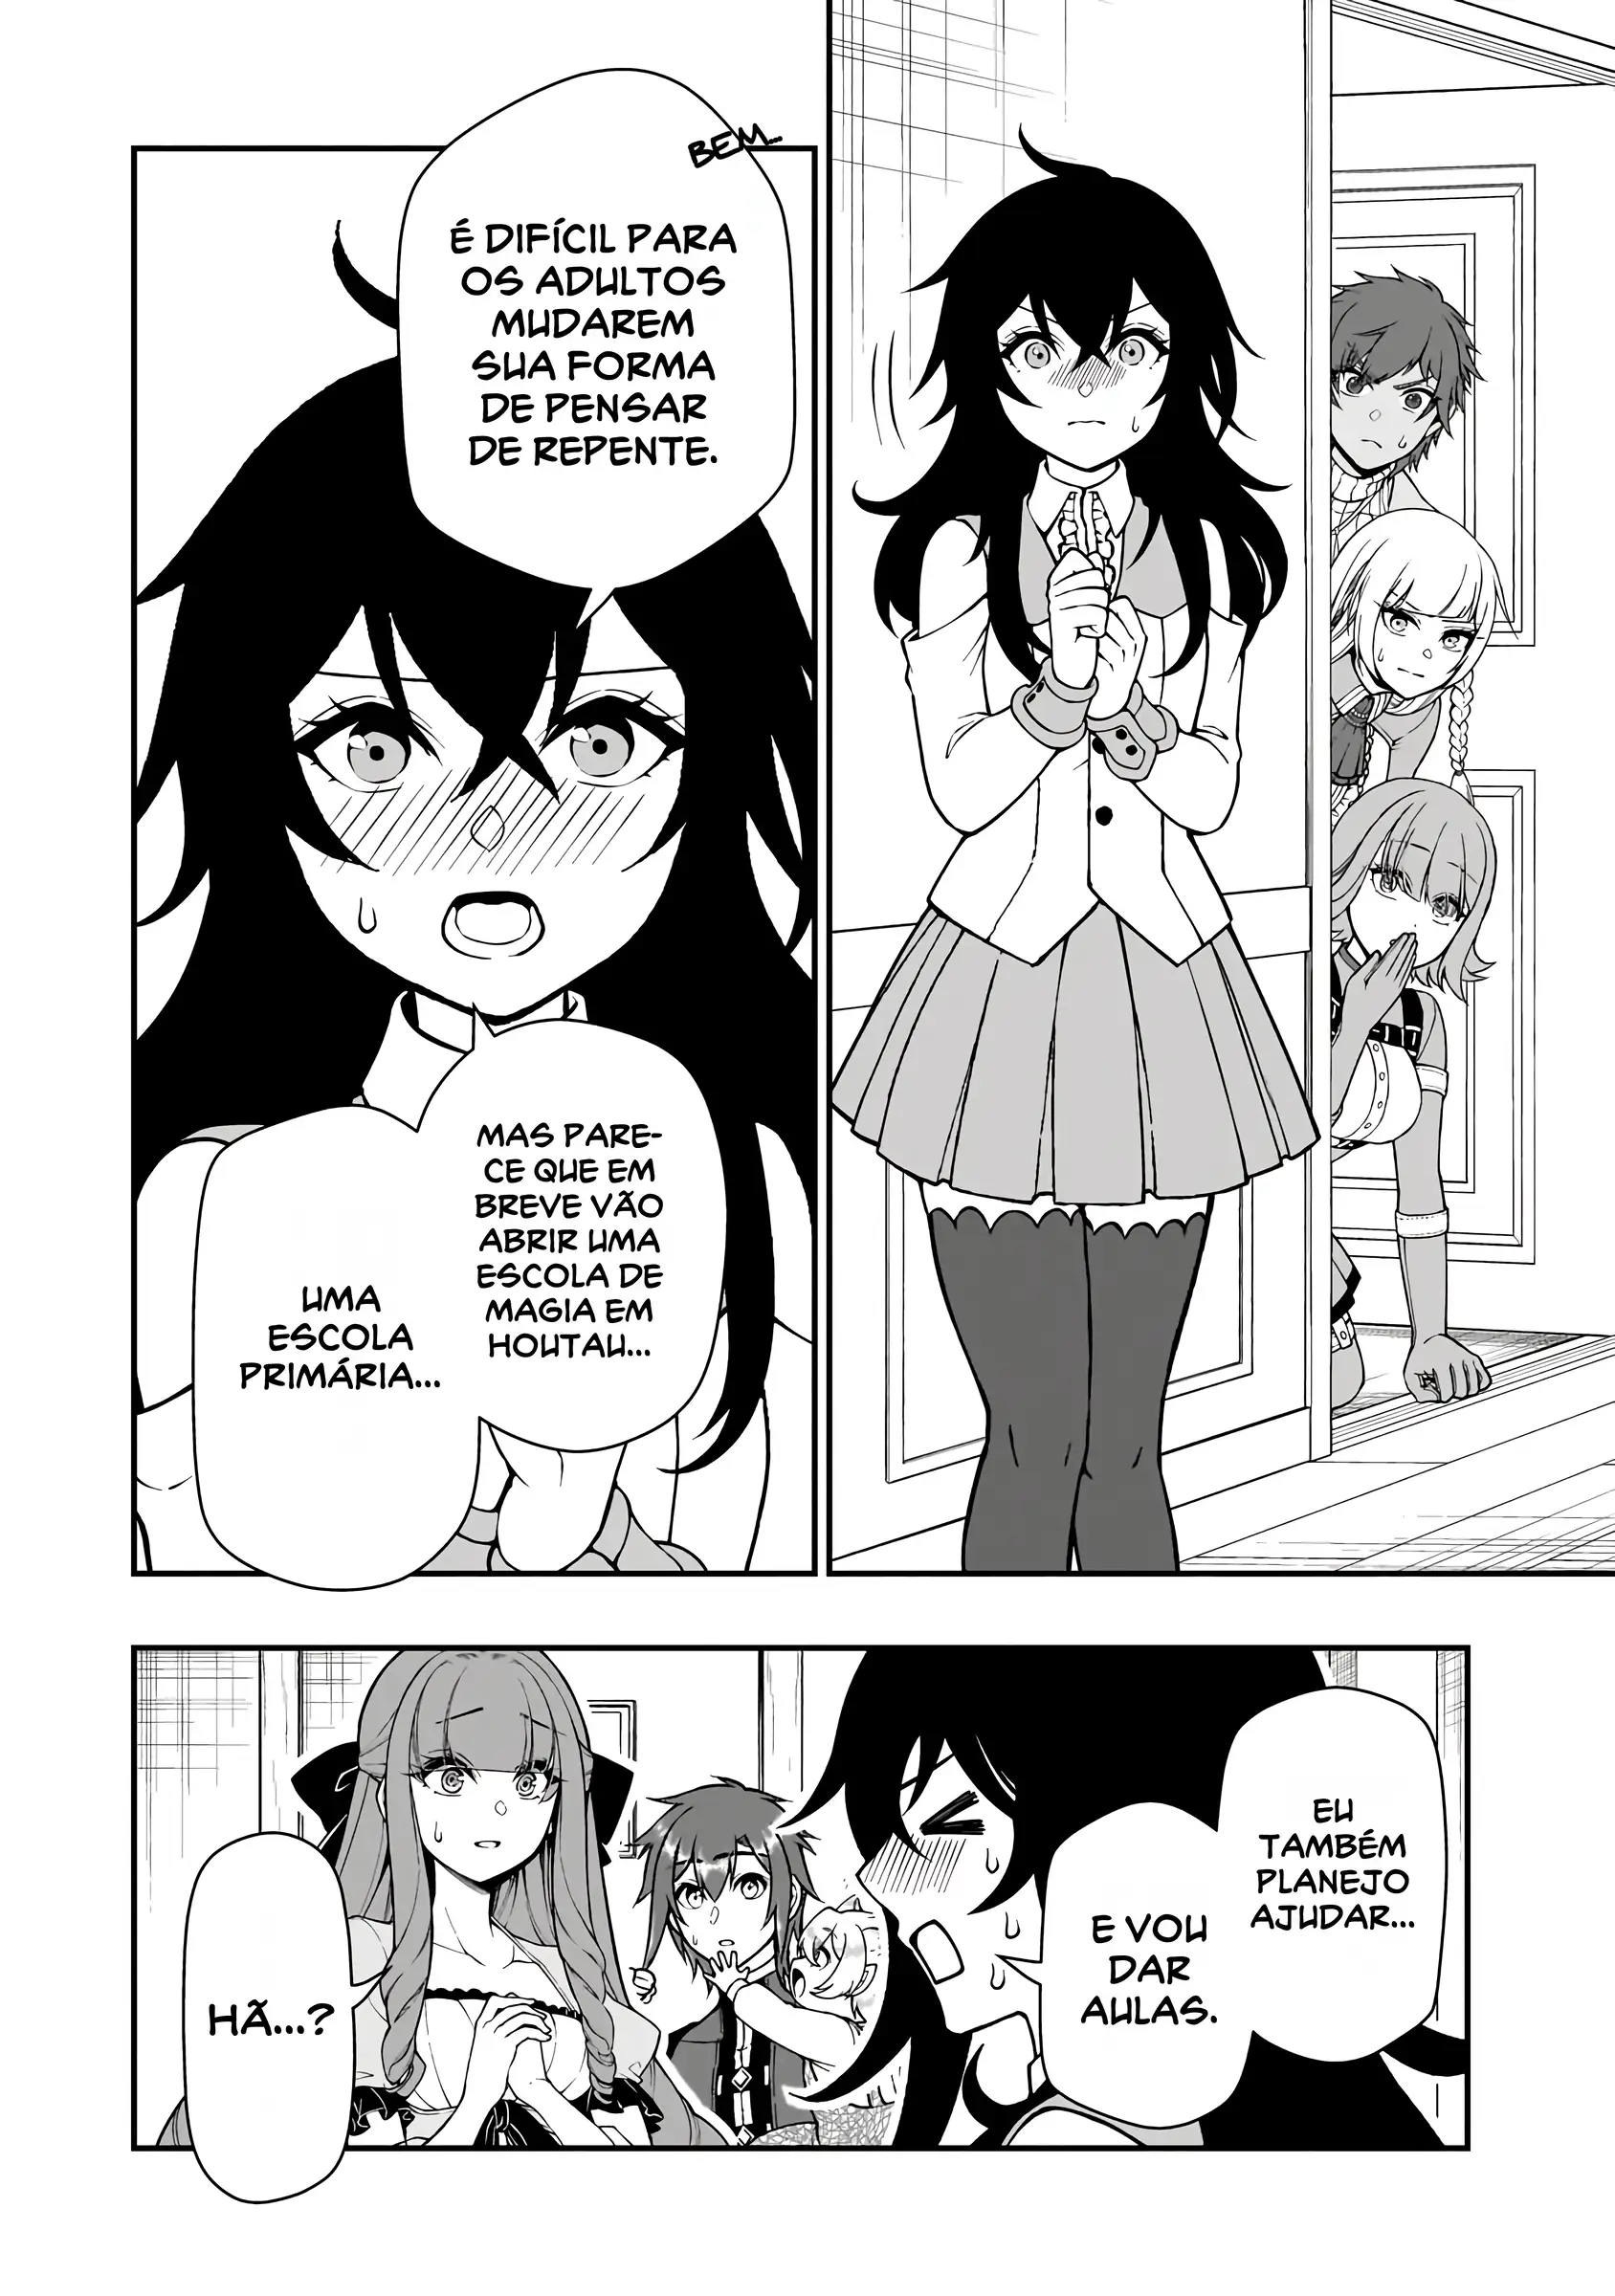 BEM...
É DIFÍCIL PARA
OS ADULTOS
MUDAREM
SUA FORMA
DE PENSAR
DE REPENTE.
MAS PARE-
CE QUE EM
BREVE VÃO
ABRIR UMA
ESCOLA DE
MAGIA EM
HOUTAU...
UMA
ESCOLA
PRIMÁRIA...
EU
TAMBÉM
PLANEJO
AJUDAR...
E VOU
DAR
AULAS.
HÃ...?